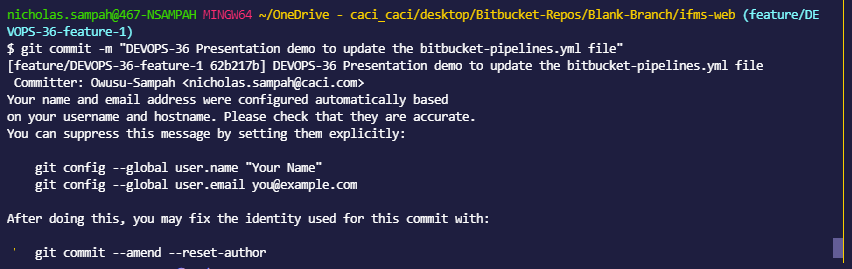 nicholas.sampah@467-NSAMPAH MINGW64 ~/OneDrive - caci_caci/desktop/Bitbucket-Repos/Blank-Branch/ifms-web (feature/DE
VOPS-36-feature-1)
$ git commit -m "DEVOPS-36 Presentation demo to update the bitbucket-pipelines.yml file"
[feature/DEVOPS-36-feature-1 62b217b] DEVOPS-36 Presentation demo to update the bitbucket-pipelines.yml file
Committer: Owusu-Sampah <nicholas.sampah@caci.com>
Your name and email address were configured automatically based
on your username and hostname. Please check that they are accurate.
You can suppress this message by setting them explicitly:
git config --global user.name "Your Name"
git config --global user.email you@example.com
After doing this, you may fix the identity used for this commit with:
git commit --amend --reset-author